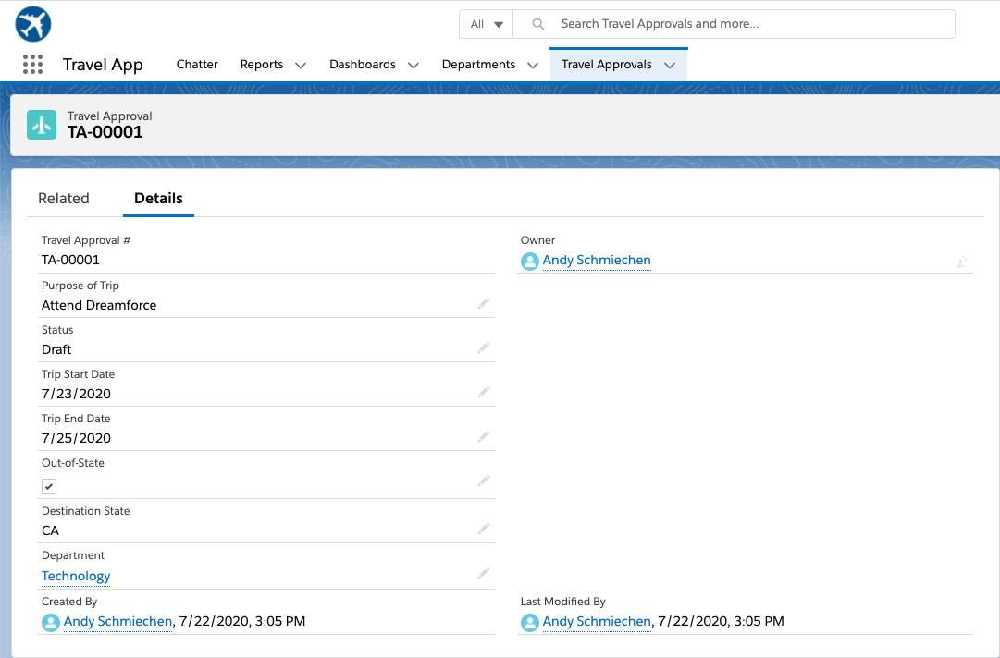 All
Search Travel Approvals and more...
Travel App
Chatter
Reports
Dashboards
Departments
Travel Approvals
Travel Approval
TA-00001
Related
Details
Travel Approval #
TA-00001
Owner
Andy Schmiechen
Purpose of Trip
Attend Dreamforce
Status
Draft
Trip Start Date
7/23/2020
Trip End Date
7/25/2020
Out-of-State
Destination State
CA
Department
Technology
Created By
Andy Schmiechen, 7/22/2020, 3:05 PM
Last Modified By
Andy Schmiechen, 7/22/2020, 3:05 PM